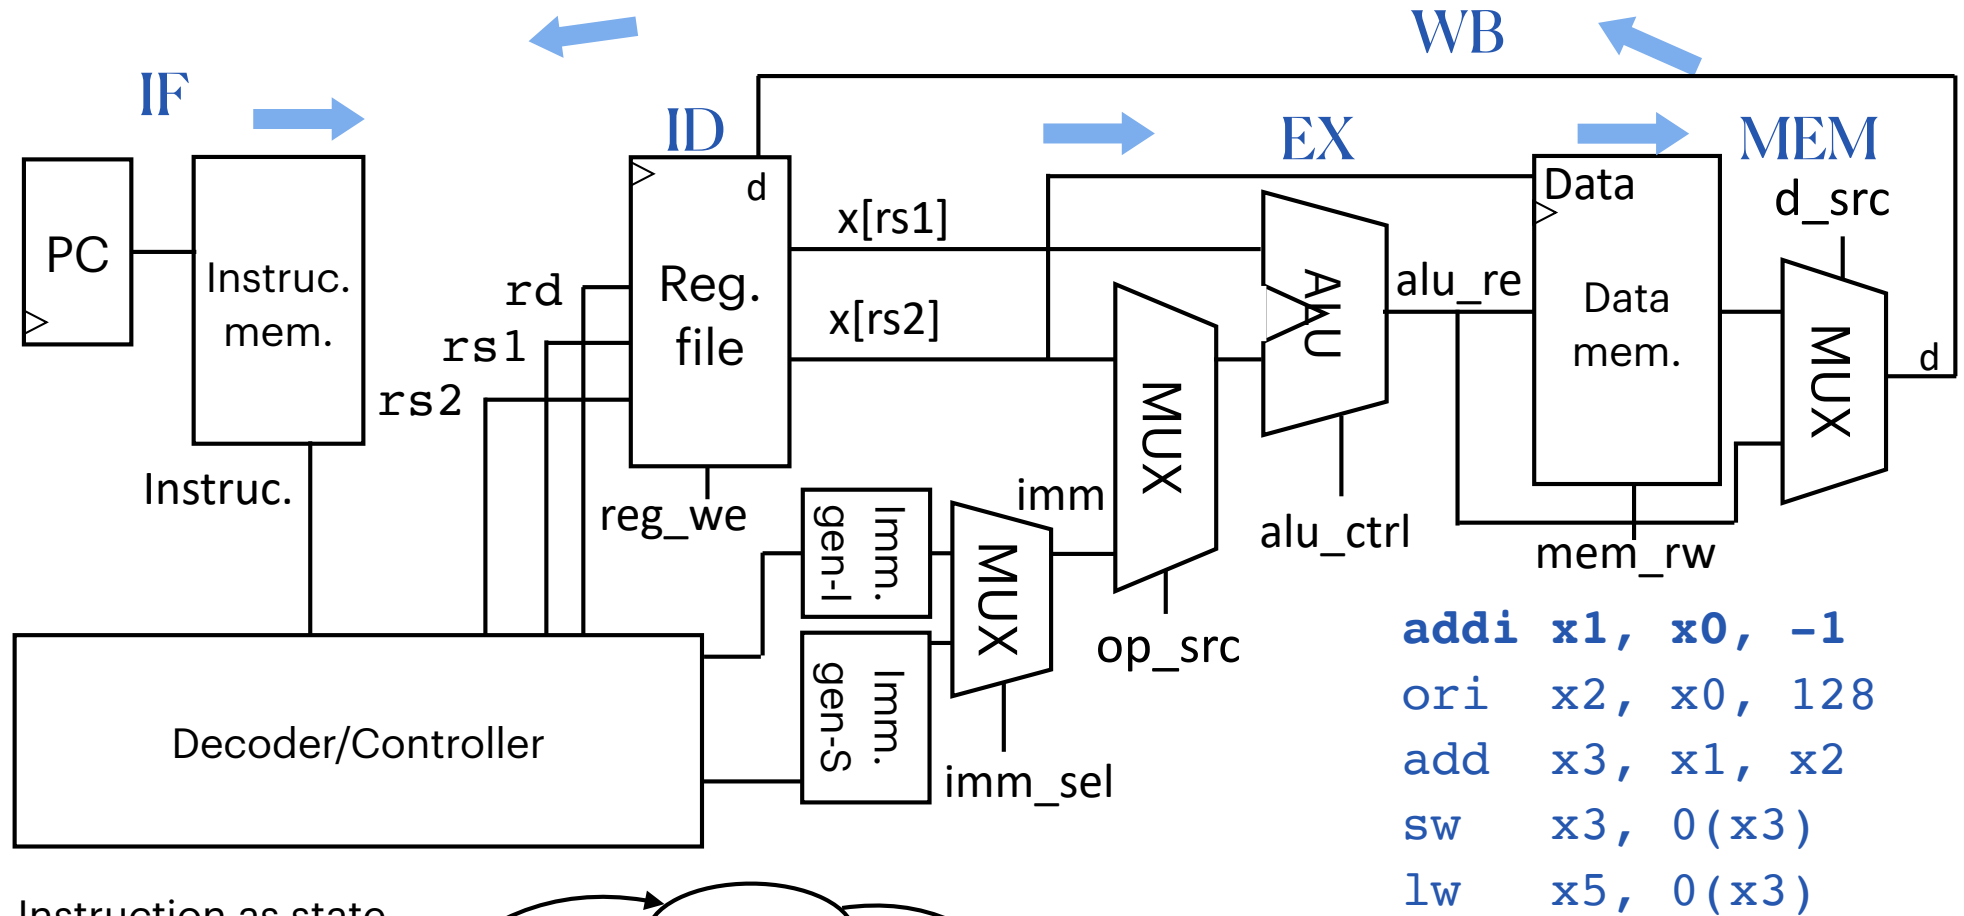 WB
IF
ID
EX
MEM
d
Data
d_src
x[rs1]
PC
Instruc.
mem.
rd
Reg.
file
ALU
alu_re
Data
mem.
x[rs2]
rs1
MUX
d
rs2
MUX
Instruc.
reg_we
imm
Imm.
gen-I
MUX
alu_ctrl
mem_rw
op_src
Imm.
gen-S
imm_sel
Decoder/Controller
addi x1, x0, -1
ori x2, x0, 128
add x3, x1, x2
sw x3, 0(x3)
lw x5, 0(x3)
Instruction as state